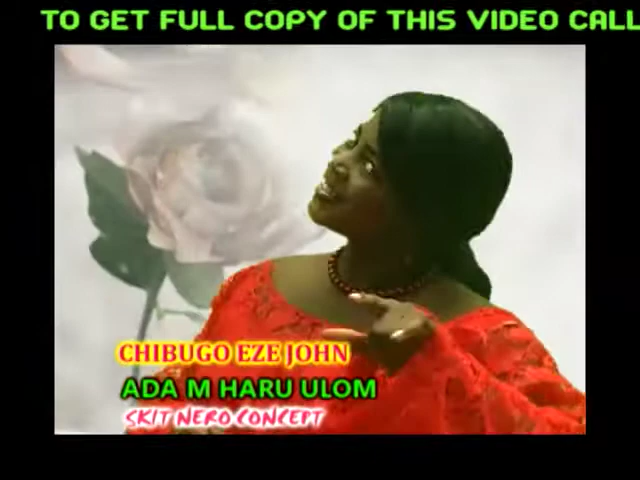 TO GET FULL COPY OF THIS VIDEO CALL
CHIBUGO EZE JOHN
ADA M HARU ULOM
SKIT NERO CONCEPT